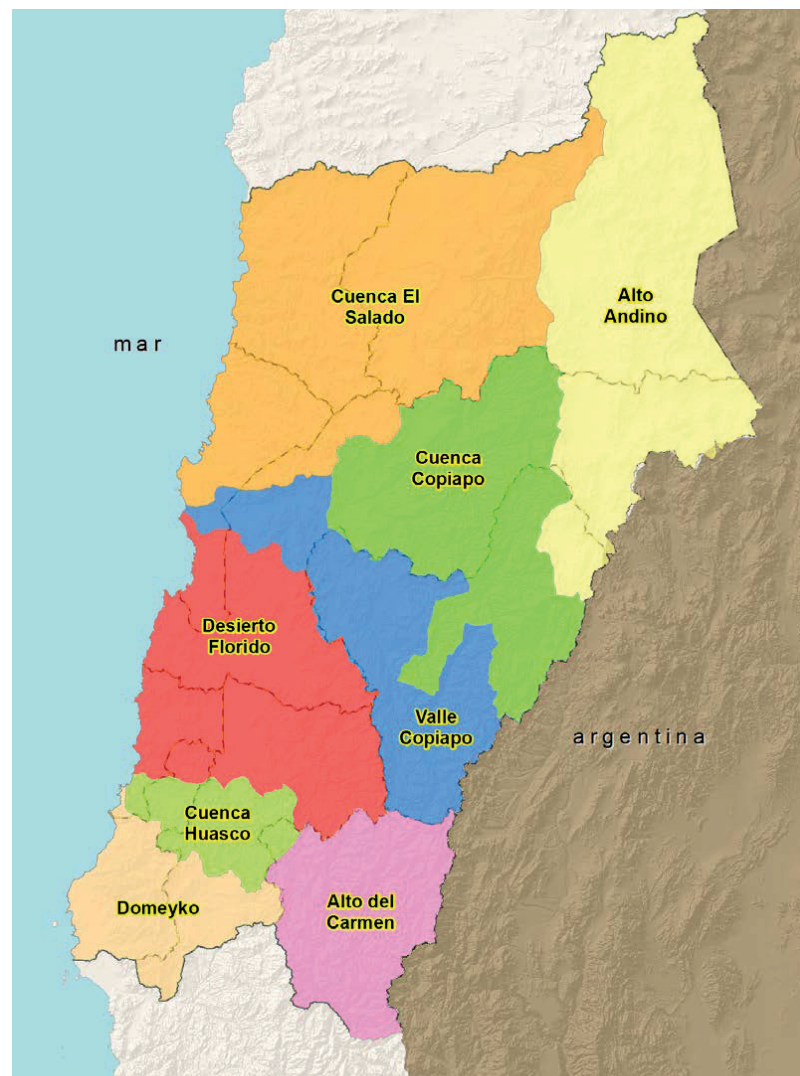 Cuenca El
Salado
Alto
Andino
mar
Cuenca
Copiapo
Desierto
Florido
Valle
Copiapo
argentina
Cuenca
Huasco
Domeyko
Alto del
Carmen